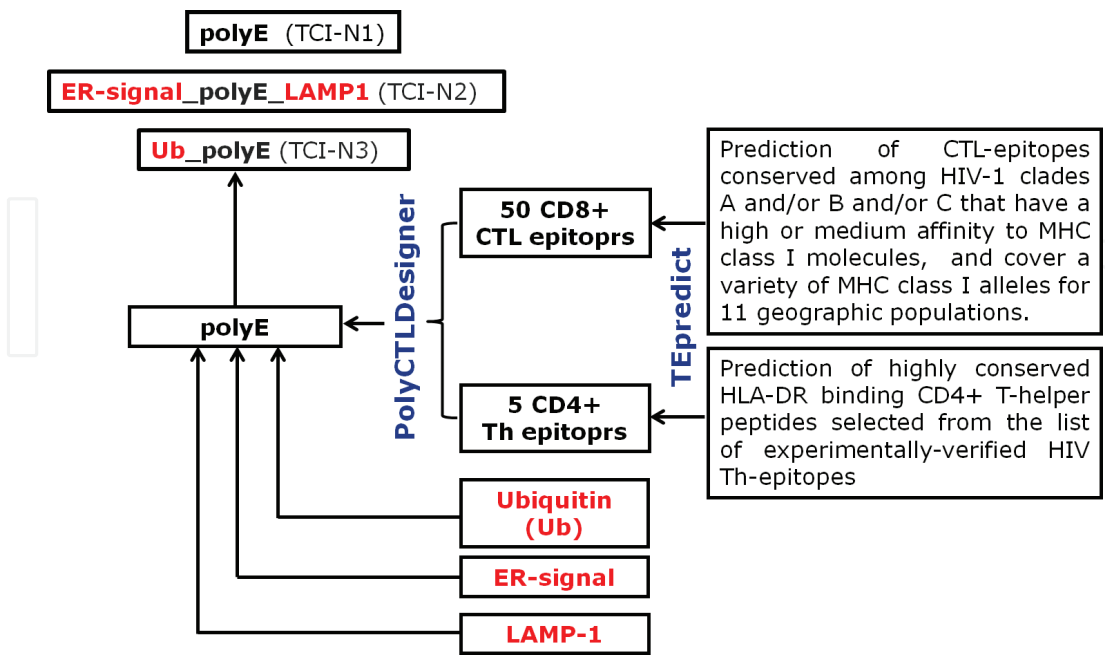 polyE (TCI-N1)
ER-signal_polyE_LAMP1 (TCI-N2)
Ub_polyE (TCI-N3)
polyE
PolyCTLDesigner
50 CD8+
CTL epitoprs
5 CD4+
Th epitoprs
TEpredict
Prediction of CTL-epitopes
conserved among HIV-1 clades
A and/or B and/or C that have a
high or medium affinity to MHC
class I molecules, and cover a
variety of MHC class I alleles for
11 geographic populations.
Prediction of highly conserved
HLA-DR binding CD4+ T-helper
peptides selected from the list
of experimentally-verified HIV
Th-epitopes
Ubiquitin
(Ub)
ER-signal
LAMP-1